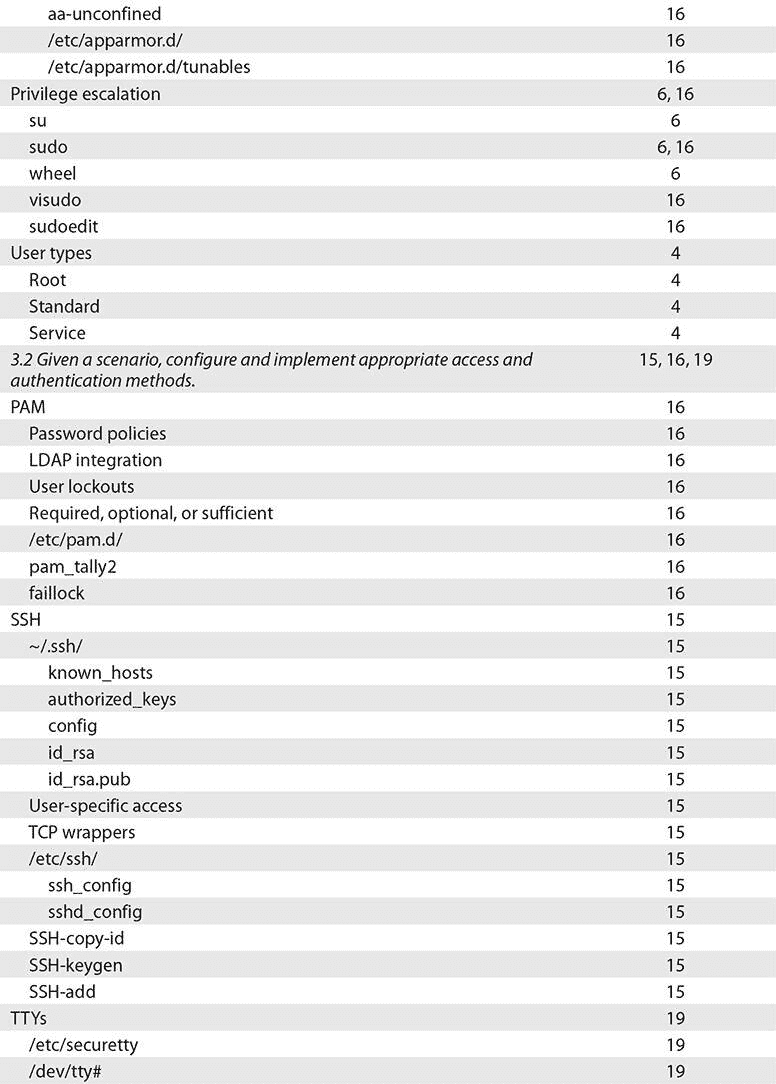 aa-unconfined 16
/etc/apparmor.d/ 16
/etc/apparmor.d/tunables 16
Privilege escalation 6, 16
su 6
sudo 6, 16
wheel 6
visudo 16
sudoedit 16
User types 4
Root 4
Standard 4
Service 4
3.2 Given a scenario, configure and implement appropriate access and 15, 16, 19
authentication methods.
PAM 16
Password policies 16
LDAP integration 16
User lockouts 16
Required, optional, or sufficient 16
/etc/pam.d/ 16
pam_tally2 16
faillock 16
SSH 15
~/.ssh/ 15
known_hosts 15
authorized_keys 15
config 15
id_rsa 15
id_rsa.pub 15
User-specific access 15
TCP wrappers 15
/etc/ssh/ 15
ssh_config 15
sshd_config 15
SSH-copy-id 15
SSH-keygen 15
SSH-add 15
TTYs 19
/etc/securetty 19
/dev/tty# 19